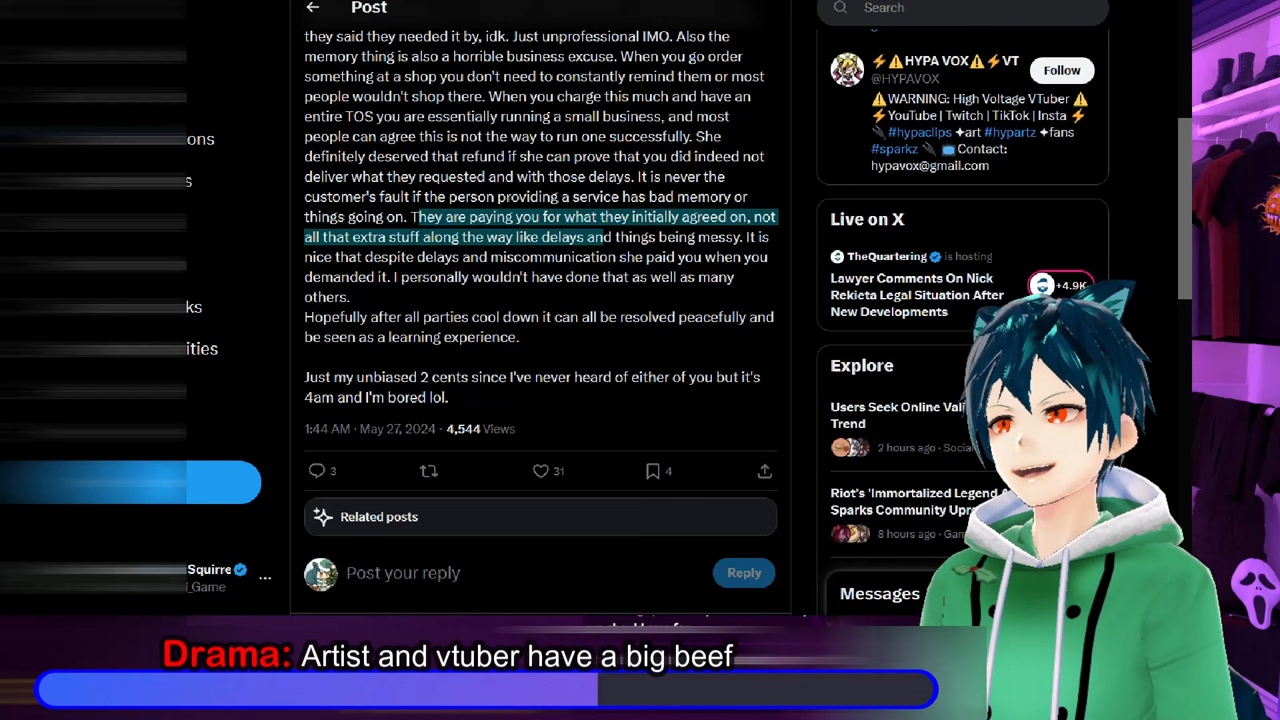 Post
they said they needed it by, idk. Just unprofessional IMO. Also the
memory thing is also a horrible business excuse. When you go order
something at a shop you don't need to constantly remind them or most
people wouldn't shop there. When you charge this much and have an
entire TOS you are essentially running a small business, and most
people can agree this is not the way to run one successfully. She
definitely deserved that refund if she can prove that you did indeed not
deliver what they requested and with those delays. It is never the
customer's fault if the person providing a service has bad memory or
things going on. They are paying you for what they initially agreed on, not
all that extra stuff along the way like delays and things being messy. It is
nice that despite delays and miscommunication she paid you when you
demanded it. I personally wouldn't have done that as well as many
others.
Hopefully after all parties cool down it can all be resolved peacefully and
be seen as a learning experience.
Just my unbiased 2 cents since I've never heard of either of you but it's
4am and I'm bored lol.
1:44 AM · May 27, 2024 · 4,544 Views
3
31
4
Related posts
Post your reply
Reply
ons
s
ks
ities
Squirre
_Game
Search
⚡⚠HYPA VOX⚠⚡VT
@HYPAVOX
Follow
⚠WARNING: High Voltage VTuber ⚠
⚡YouTube | Twitch | TikTok | Insta ⚡
#hypaclips ✦art #hypartz ✦fans
#sparkz Contact:
hypavox@gmail.com
Live on X
TheQuartering is hosting
Lawyer Comments On Nick
Rekieta Legal Situation After
New Developments
+4.9K
Explore
Users Seek Online Vali
Trend
2 hours ago · Social
Riot's 'Immortalized Legend
Sparks Community Upr
8 hours ago · Gam
Messages
Drama: Artist and vtuber have a big beef